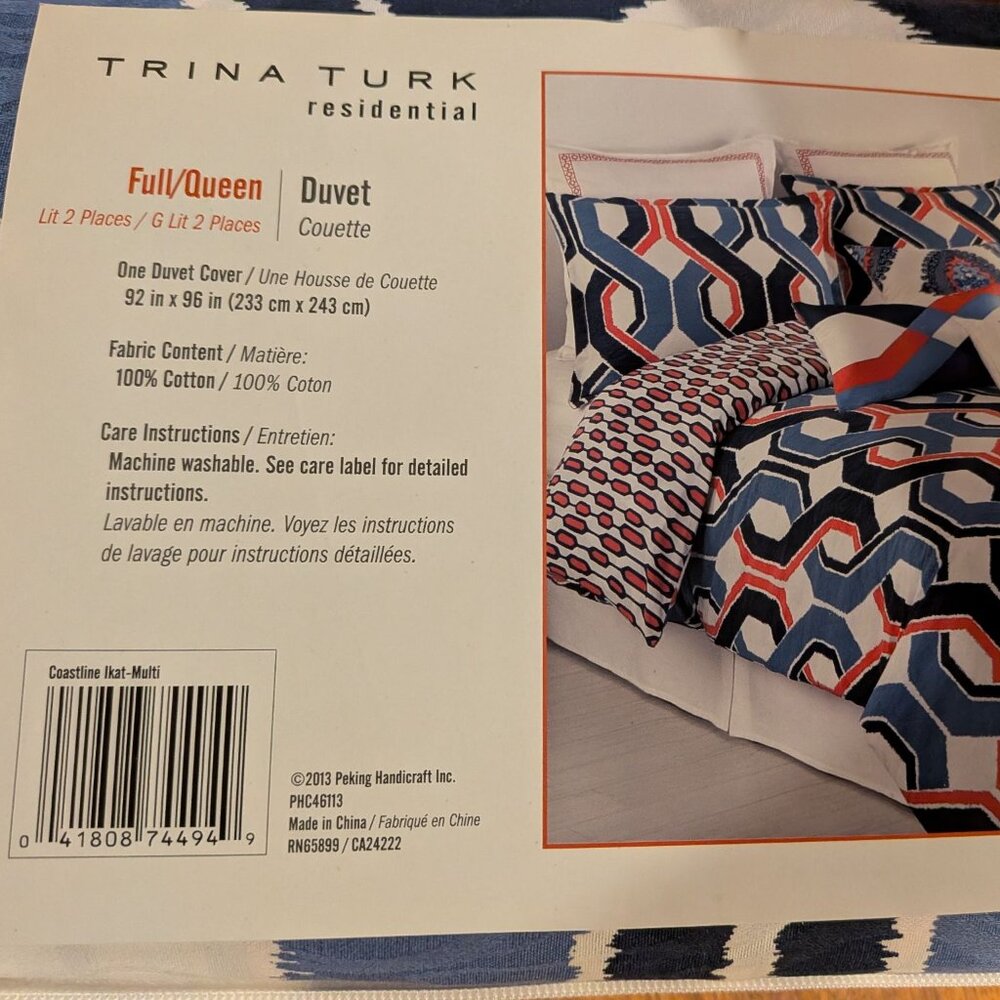 TRINA TURK
residential
Full/Queen
Lit 2 Places / G Lit 2 Places
Duvet
Couette
One Duvet Cover / Une Housse de Couette
92 in x 96 in (233 cm x 243 cm)
Fabric Content / Matière:
100% Cotton / 100% Coton
Care Instructions / Entretien:
Machine washable. See care label for detailed
instructions.
Lavable en machine. Voyez les instructions
de lavage pour instructions détaillées.
Coastline Ikat-Multi
0 41808 74494 9
©2013 Peking Handicraft Inc.
PHC46113
Made in China / Fabriqué en Chine
RN65899 / CA24222